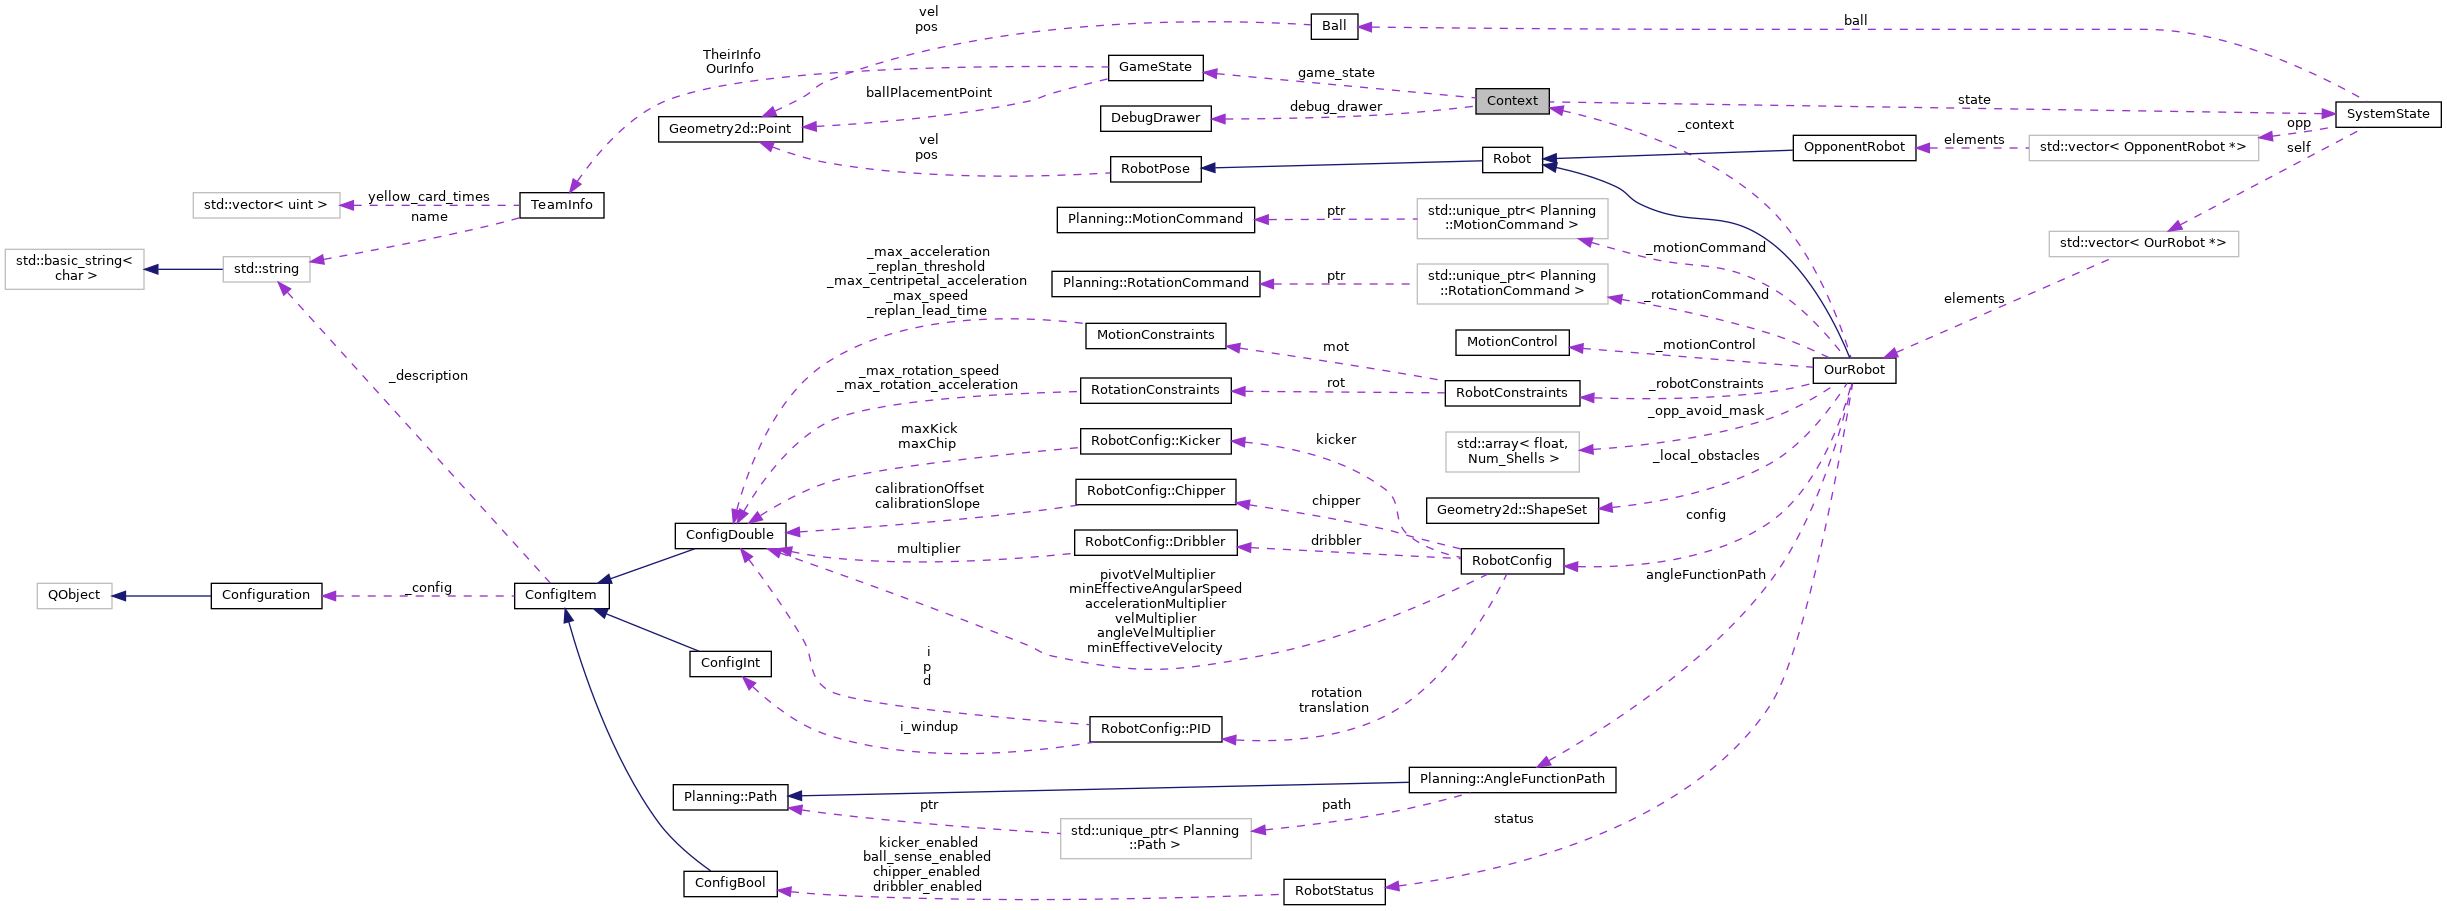 vel
pos
Ball
ball
TheirInfo
OurInfo
GameState
game_state
ballPlacementPoint
Context
state
SystemState
debug_drawer
DebugDrawer
Geometry2d::Point
_context
opp
self
vel
pos
RobotPose
Robot
OpponentRobot
elements
std::vector< OpponentRobot *>
std::vector< uint >
yellow_card_times
name
TeamInfo
Planning::MotionCommand
ptr
std::unique_ptr< Planning
::MotionCommand >
_motionCommand
std::vector< OurRobot *>
std::basic_string<
char >
std::string
_max_acceleration
_replan_threshold
_max_centripetal_acceleration
_max_speed
_replan_lead_time
Planning::RotationCommand
ptr
std::unique_ptr< Planning
::RotationCommand >
_rotationCommand
elements
MotionConstraints
mot
MotionControl
_motionControl
OurRobot
_description
_max_rotation_speed
_max_rotation_acceleration
RotationConstraints
rot
RobotConstraints
_robotConstraints
_opp_avoid_mask
maxKick
maxChip
RobotConfig::Kicker
kicker
std::array< float,
Num_Shells >
_local_obstacles
calibrationOffset
calibrationSlope
RobotConfig::Chipper
chipper
Geometry2d::ShapeSet
config
ConfigDouble
multiplier
RobotConfig::Dribbler
dribbler
RobotConfig
angleFunctionPath
QObject
Configuration
_config
ConfigItem
pivotVelMultiplier
minEffectiveAngularSpeed
accelerationMultiplier
velMultiplier
angleVelMultiplier
minEffectiveVelocity
ConfigInt
i
p
d
rotation
translation
i_windup
RobotConfig::PID
Planning::AngleFunctionPath
Planning::Path
ptr
path
std::unique_ptr< Planning
::Path >
status
kicker_enabled
ball_sense_enabled
chipper_enabled
dribbler_enabled
ConfigBool
RobotStatus